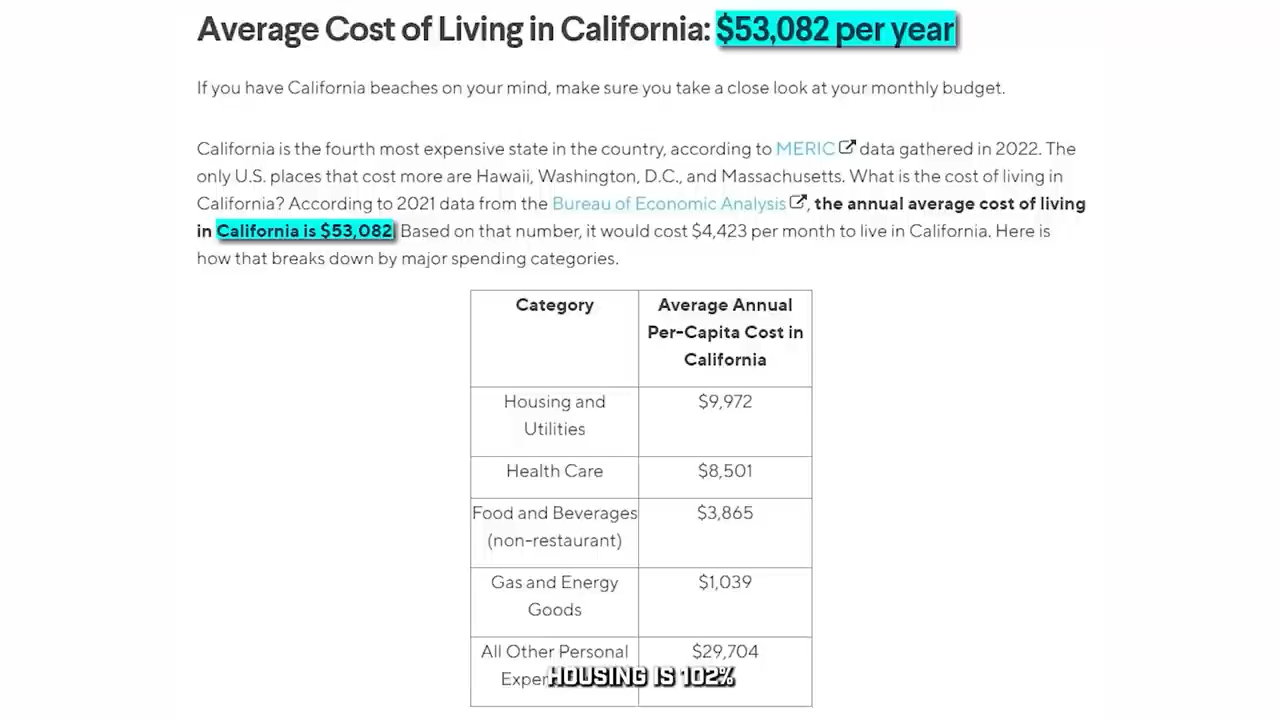 Average Cost of Living in California: $53,082 per year
If you have California beaches on your mind, make sure you take a close look at your monthly budget.
California is the fourth most expensive state in the country, according to MERIC data gathered in 2022. The
only U.S. places that cost more are Hawaii, Washington, D.C., and Massachusetts. What is the cost of living in
California? According to 2021 data from the Bureau of Economic Analysis, the annual average cost of living
in California is $53,082. Based on that number, it would cost $4,423 per month to live in California. Here is
how that breaks down by major spending categories.
Category
Average Annual
Per-Capita Cost in
California
Housing and
Utilities
$9,972
Health Care
$8,501
Food and Beverages
(non-restaurant)
$3,865
Gas and Energy
Goods
$1,039
All Other Personal
$29,704
HOUSING IS 102%